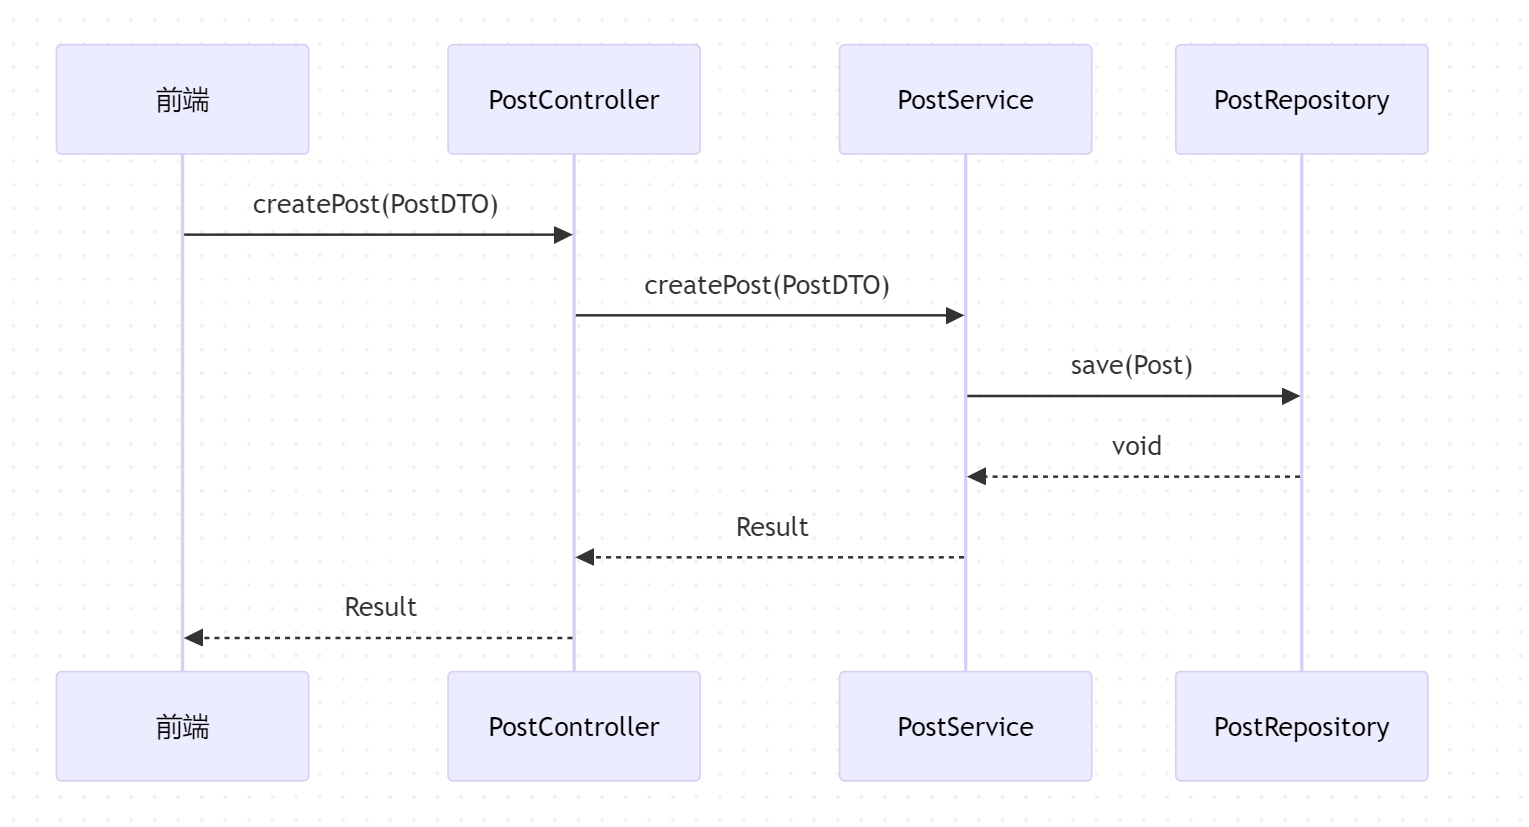 前端
PostController
PostService
PostRepository
createPost(PostDTO)
createPost(PostDTO)
save(Post)
void
Result
Result
前端
PostController
PostService
PostRepository